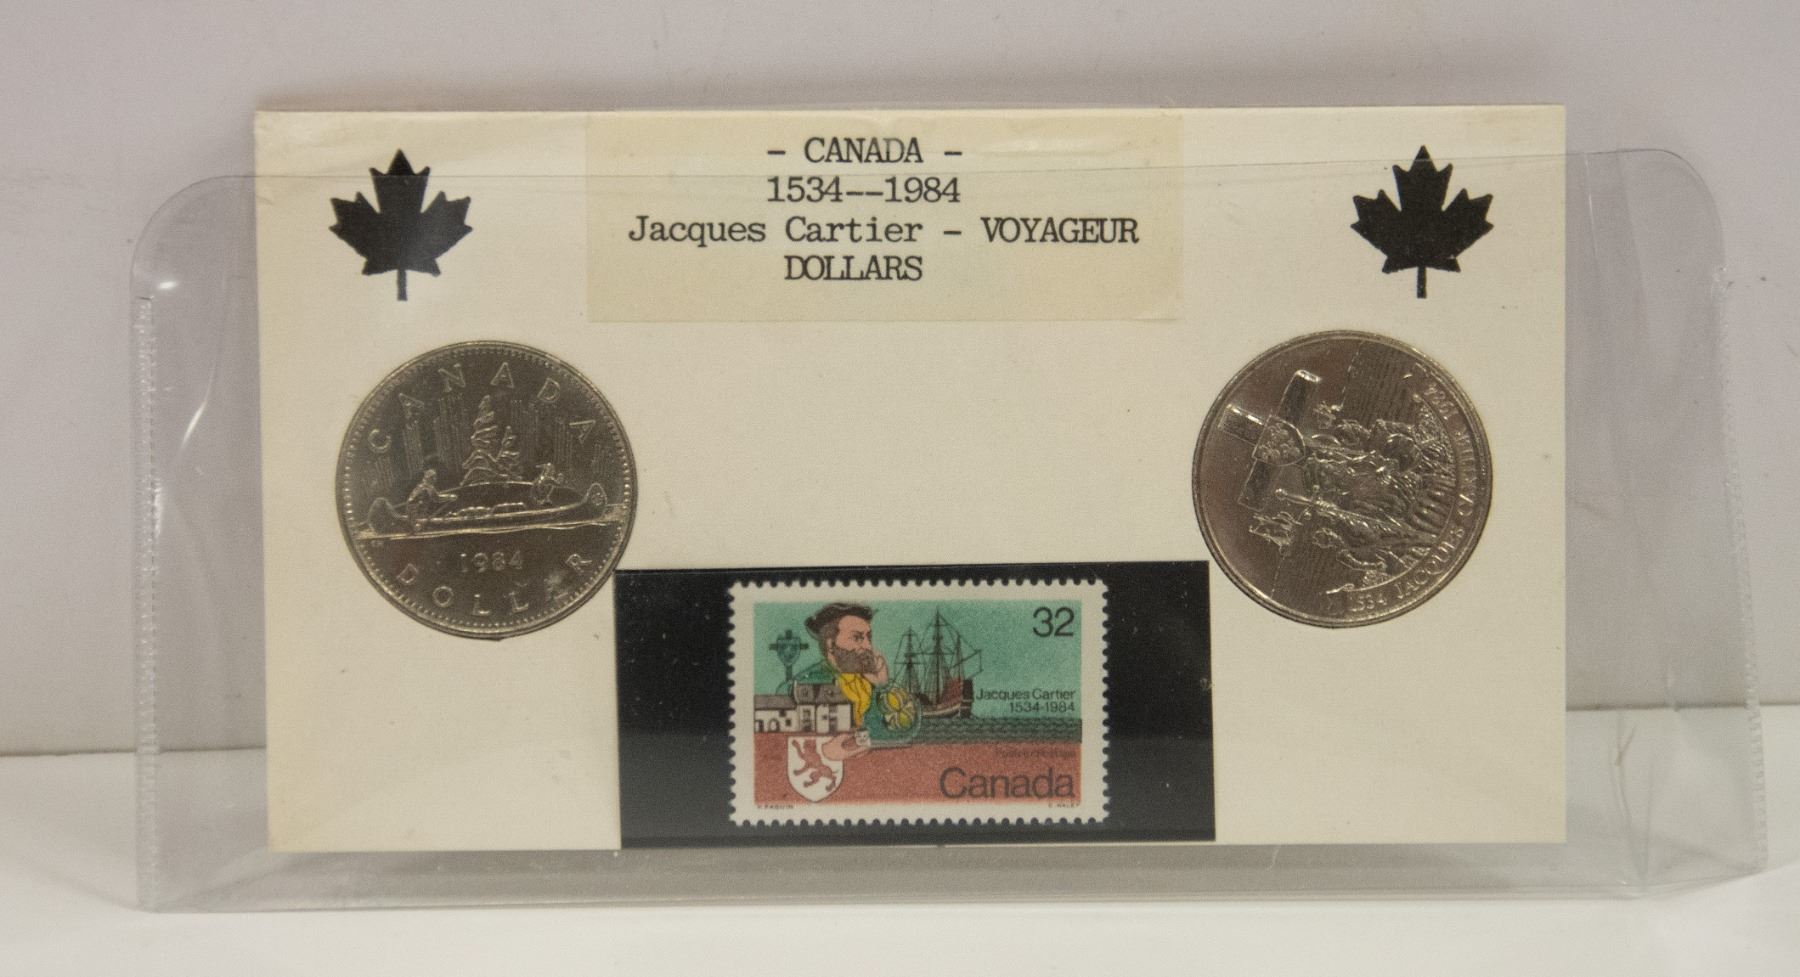 - CANADA -
1534--1984
Jacques Cartier - VOYAGEUR
DOLLARS
CANADA
1984
DOLLAR
1534 JACQUES CARTIER 1984
32
Jacques Cartier
1534-1984
Canada